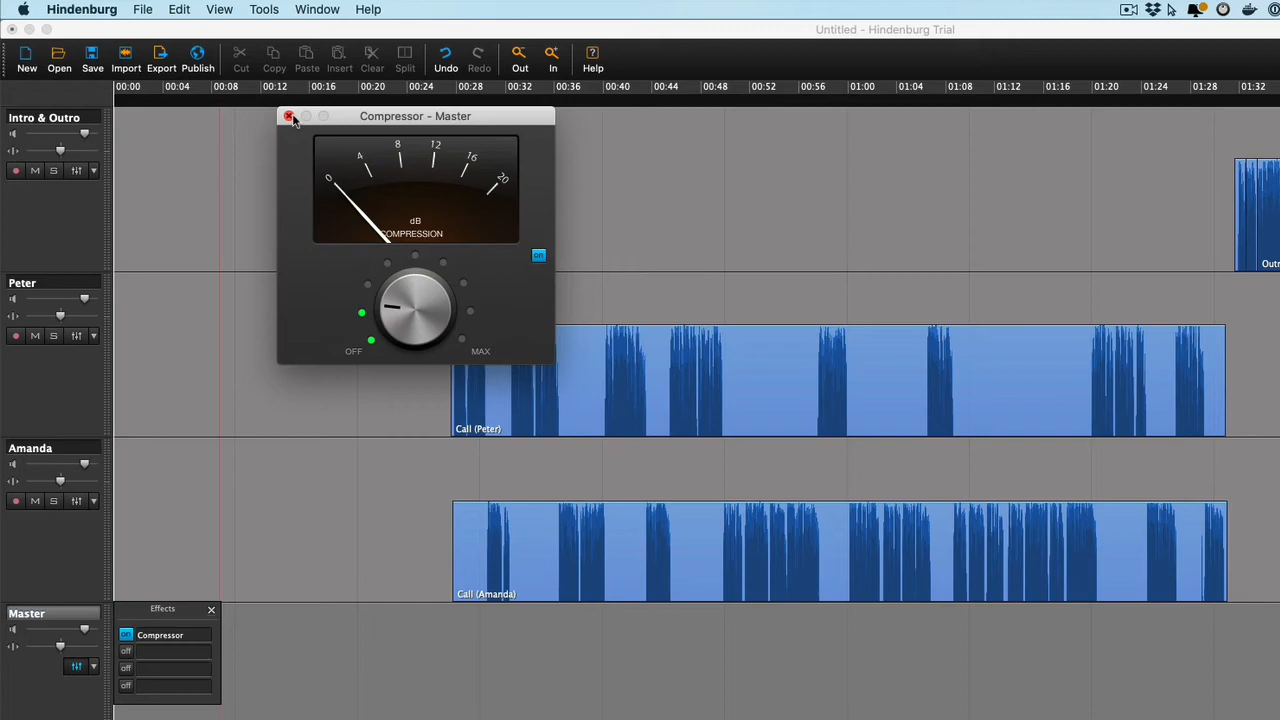 Hindenburg File Edit View Tools Window Help
Untitled - Hindenburg Trial
New Open Save Import Export Publish Cut Copy Paste Insert Clear Split Undo Redo Out In Help
00:00 00:04 00:08 00:12 00:16 00:20 00:24 00:28 00:32 00:36 00:40 00:44 00:48 00:52 00:56 01:00 01:04 01:08 01:12 01:16 01:20 01:24 01:28 01:32
Intro & Outro
M S
Compressor - Master
0 4 8 12 16 20
dB
COMPRESSION
on
OFF MAX
Outr
Peter
M S
Call (Peter)
Amanda
M S
Call (Amanda)
Master
Effects
on Compressor
off
off
off